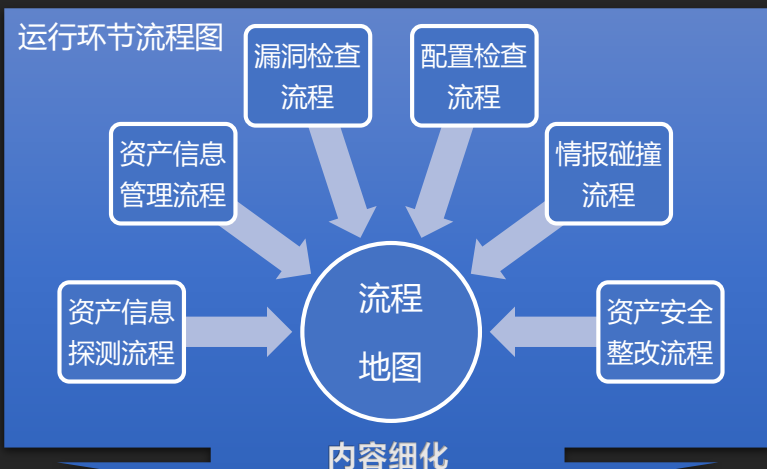 运行环节流程图
漏洞检查
流程
配置检查
流程
资产信息
管理流程
情报碰撞
流程
资产信息
探测流程
流程
地图
资产安全
整改流程
内容细化